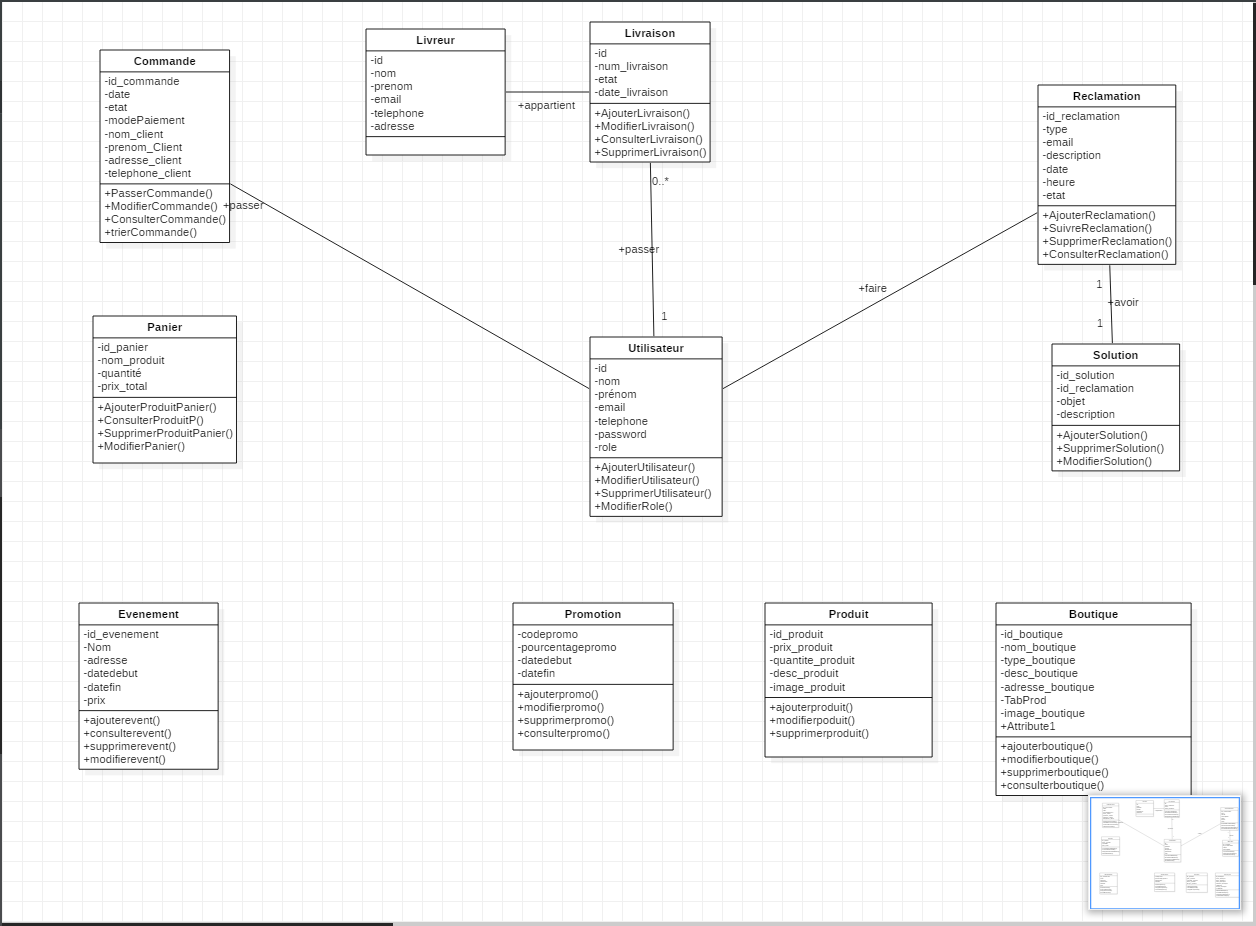 Commande
-id_commande
-date
-etat
-modePaiement
-nom_client
-prenom_Client
-adresse_client
-telephone_client
+PasserCommande()
+ModifierCommande()
+ConsulterCommande()
+trierCommande()
+passer
Livreur
-id
-nom
-prenom
-email
-telephone
-adresse
+appartient
Livraison
-id
-num_livraison
-etat
-date_livraison
+AjouterLivraison()
+ModifierLivraison()
+ConsulterLivraison()
+SupprimerLivraison()
0..*
+passer
1
Reclamation
-id_reclamation
-type
-email
-description
-date
-heure
-etat
+AjouterReclamation()
+SuivreReclamation()
+SupprimerReclamation()
+ConsulterReclamation()
+faire
1
+avoir
1
Panier
-id_panier
-nom_produit
-quantité
-prix_total
+AjouterProduitPanier()
+ConsulterProduitP()
+SupprimerProduitPanier()
+ModifierPanier()
Utilisateur
-id
-nom
-prénom
-email
-telephone
-password
-role
+AjouterUtilisateur()
+ModifierUtilisateur()
+SupprimerUtilisateur()
+ModifierRole()
Solution
-id_solution
-id_reclamation
-objet
-description
+AjouterSolution()
+SupprimerSolution()
+ModifierSolution()
Evenement
-id_evenement
-Nom
-adresse
-datedebut
-datefin
-prix
+ajouterevent()
+consulterevent()
+supprimerevent()
+modifierevent()
Promotion
-codepromo
-pourcentagepromo
-datedebut
-datefin
+ajouterpromo()
+modifierpromo()
+supprimerpromo()
+consulterpromo()
Produit
-id_produit
-prix_produit
-quantite_produit
-desc_produit
-image_produit
+ajouterproduit()
+modifierpoduit()
+supprimerproduit()
Boutique
-id_boutique
-nom_boutique
-type_boutique
-desc_boutique
-adresse_boutique
-TabProd
-image_boutique
+Attribute1
+ajouterboutique()
+modifierboutique()
+supprimerboutique()
+consulterboutique()